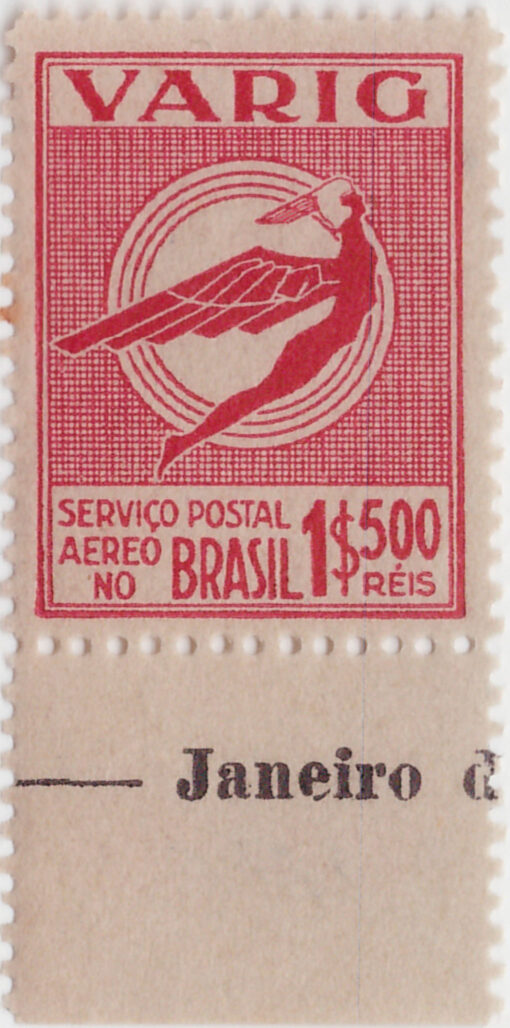 VARIG
SERVIÇO POSTAL
AEREO
NO
BRASIL
1$500
RÉIS
Janeiro d